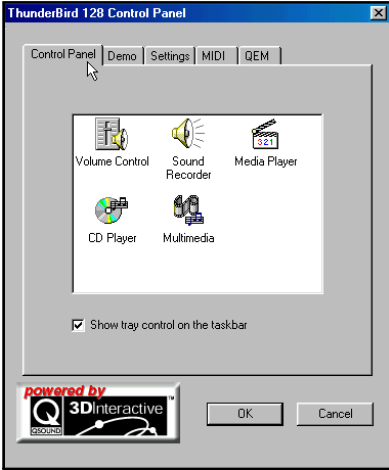 ThunderBird 128 Control Panel
Control Panel Demo Settings MIDI QEM
321
Volume Control Sound Recorder Media Player
CD Player Multimedia
Show tray control on the taskbar
powered by
QSOUND 3DInteractive™
OK Cancel